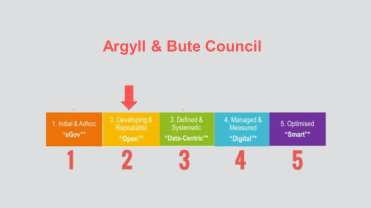 Argyll & Bute Council
1. Initial & Adhoc
"eGov"*
2. Developing &
Repeatable
"Open"*
3. Defined &
Systematic
"Data-Centric"*
4. Managed &
Measured
"Digital"*
5. Optimised
"Smart"*
1
2
3
4
5